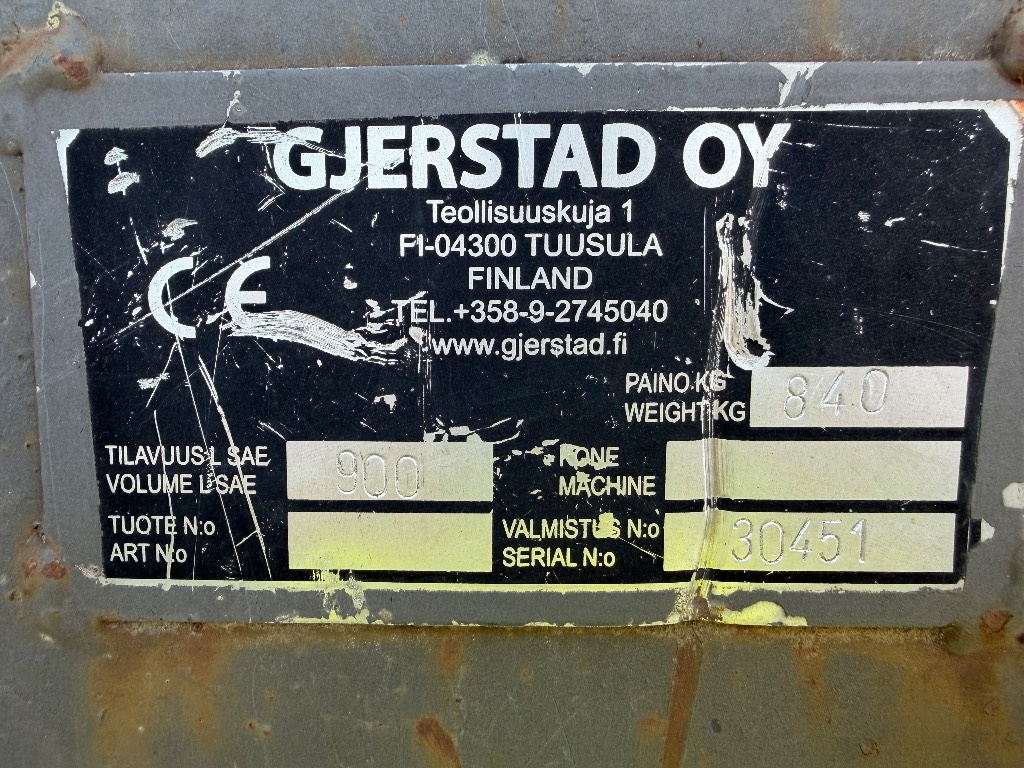 GJERSTAD OY
Teollisuuskuja 1
FI-04300 TUUSULA
FINLAND
TEL.+358-9-2745040
www.gjerstad.fi
CE
PAINO KG
WEIGHT KG 840
TILAVUUS L SAE
VOLUME L SAE 900
KONE
MACHINE
TUOTE N:o
ART N:o
VALMISTUS N:o
SERIAL N:o 30451